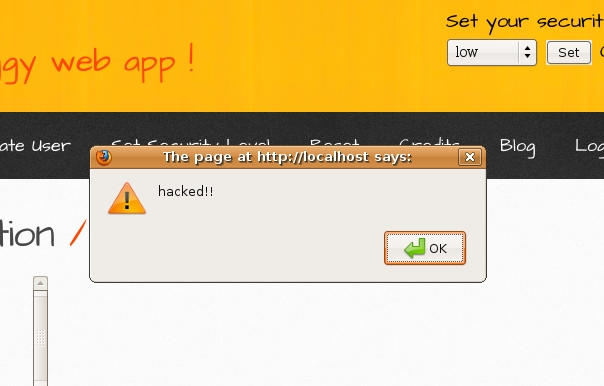 Set your securit
low
Set
ggy web app !
ate User
Set Security Level
Reset
Credits
Blog
Log
The page at http://localhost says:
hacked!!
OK
tion /